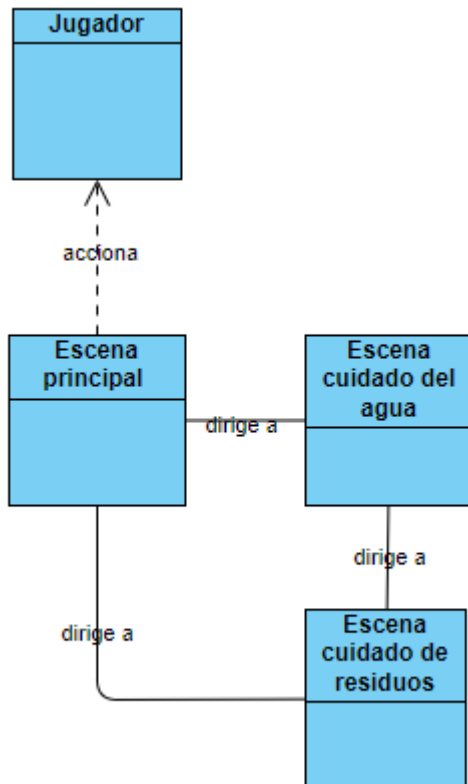 Jugador
acciona
Escena
principal
Escena
cuidado del
agua
dirige a
dirige a
dirige a
Escena
cuidado de
residuos